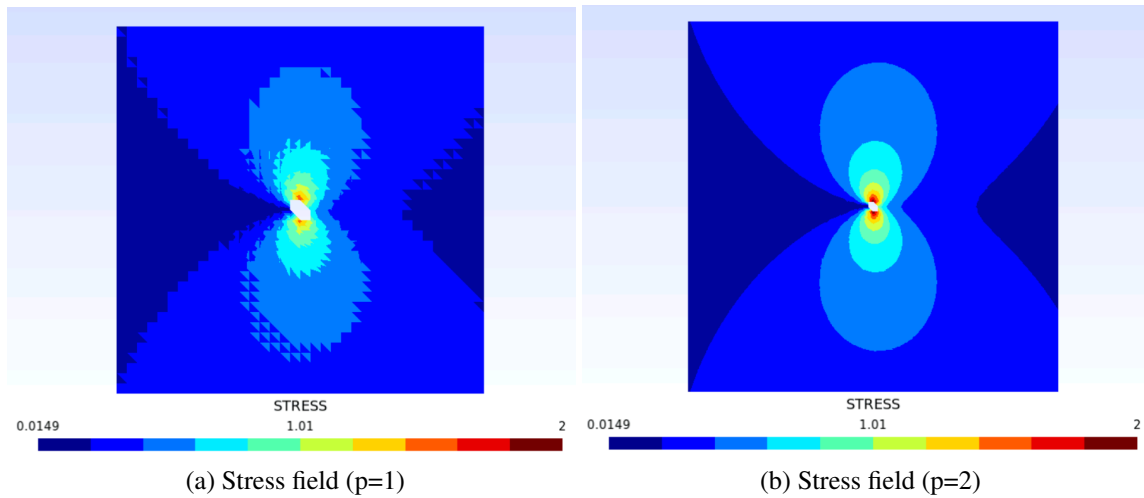 STRESS
0.0149 1.01 2
(a) Stress field (p=1)
STRESS
0.0149 1.01 2
(b) Stress field (p=2)